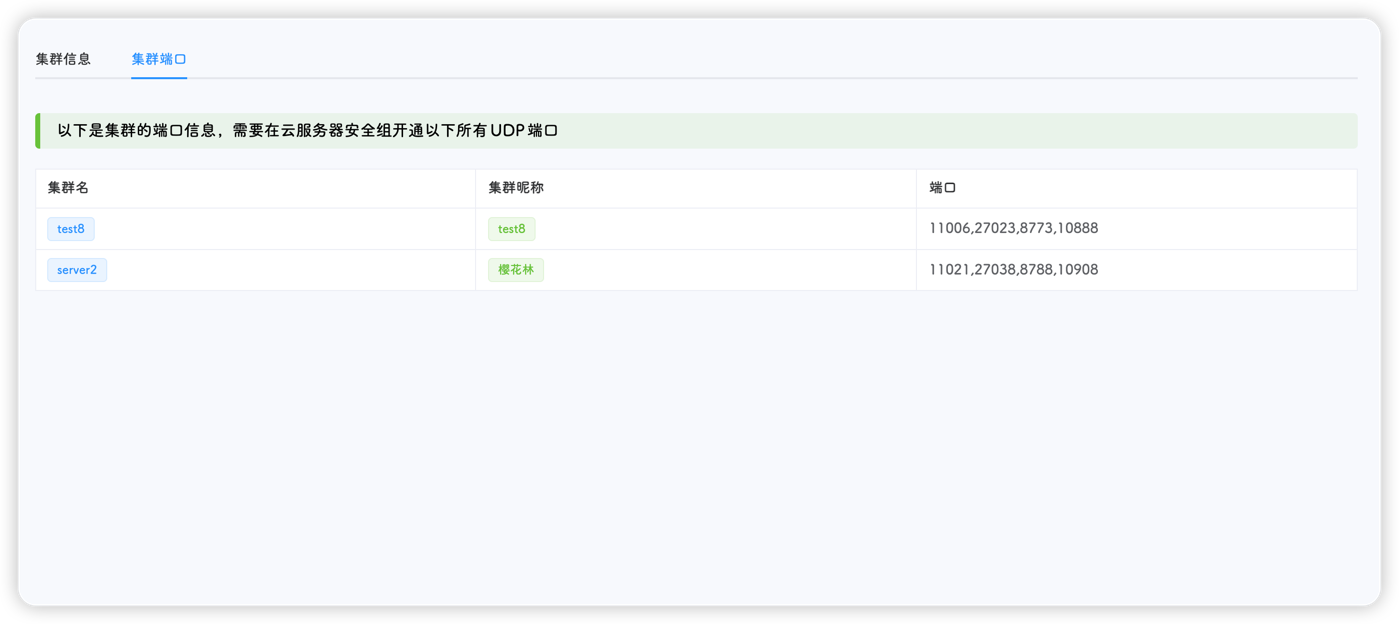 集群信息 集群端口
以下是集群的端口信息，需要在云服务器安全组开通以下所有UDP端口
集群名 集群昵称 端口
test8 test8 11006,27023,8773,10888
server2 樱花林 11021,27038,8788,10908